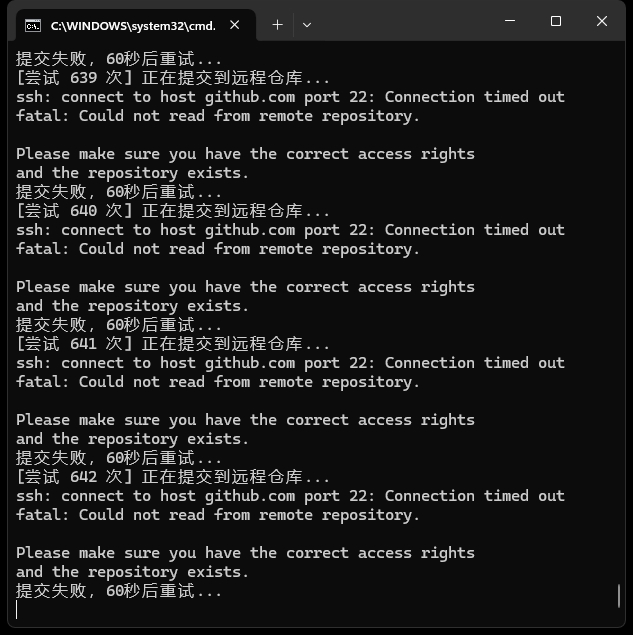 C:\WINDOWS\system32\cmd.
提交失败, 60秒后重试...
[尝试 639 次] 正在提交到远程仓库...
ssh: connect to host github.com port 22: Connection timed out
fatal: Could not read from remote repository.
Please make sure you have the correct access rights
and the repository exists.
提交失败, 60秒后重试...
[尝试 640 次] 正在提交到远程仓库...
ssh: connect to host github.com port 22: Connection timed out
fatal: Could not read from remote repository.
Please make sure you have the correct access rights
and the repository exists.
提交失败, 60秒后重试...
[尝试 641 次] 正在提交到远程仓库...
ssh: connect to host github.com port 22: Connection timed out
fatal: Could not read from remote repository.
Please make sure you have the correct access rights
and the repository exists.
提交失败, 60秒后重试...
[尝试 642 次] 正在提交到远程仓库...
ssh: connect to host github.com port 22: Connection timed out
fatal: Could not read from remote repository.
Please make sure you have the correct access rights
and the repository exists.
提交失败, 60秒后重试...